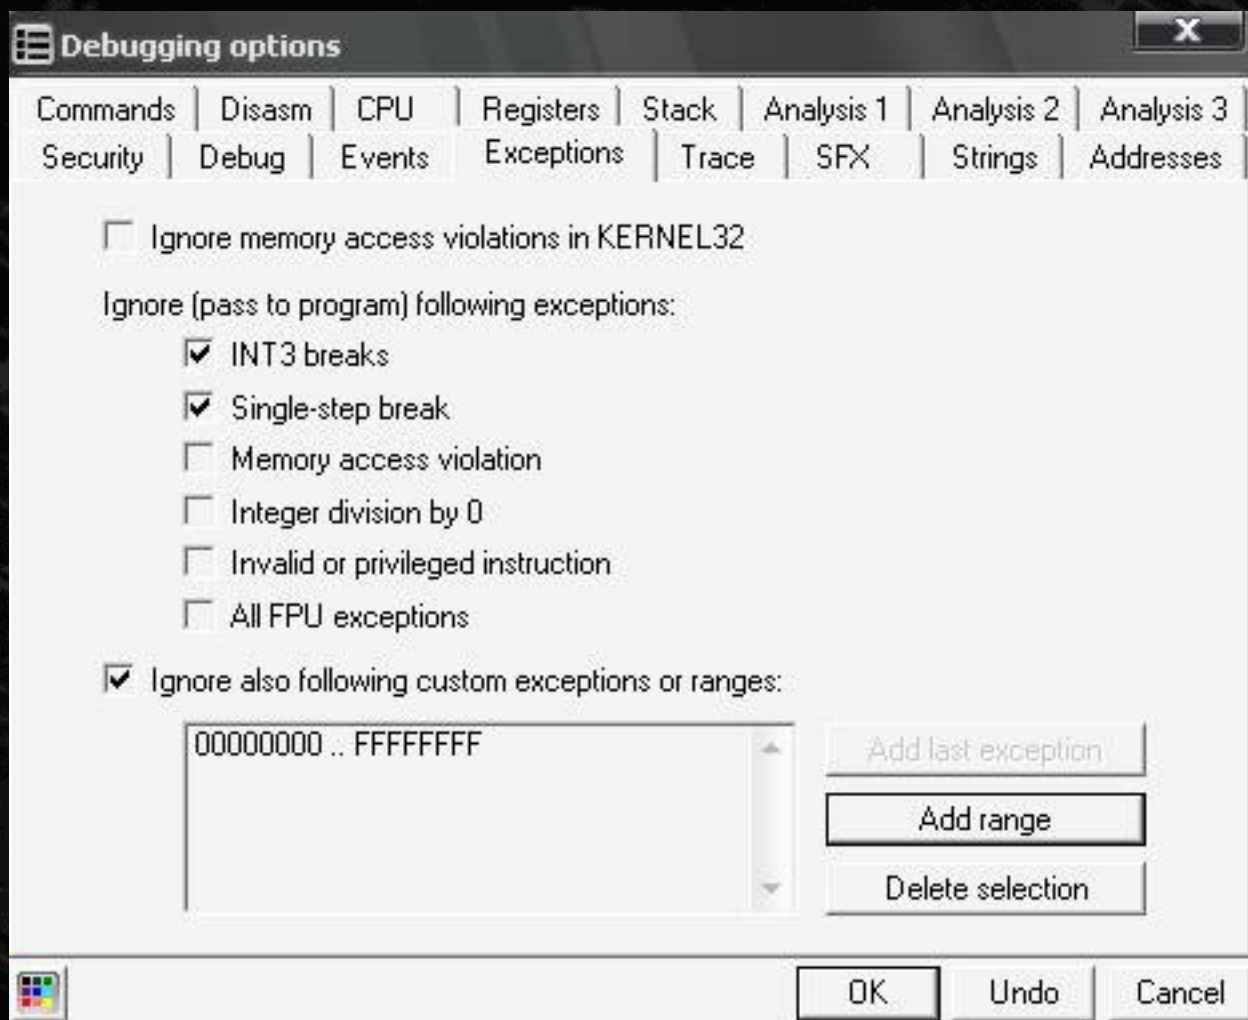 Debugging options
X
Commands Disasm CPU Registers Stack Analysis 1 Analysis 2 Analysis 3
Security Debug Events Exceptions Trace SFX Strings Addresses
Ignore memory access violations in KERNEL32
Ignore (pass to program) following exceptions:
INT3 breaks
Single-step break
Memory access violation
Integer division by 0
Invalid or privileged instruction
All FPU exceptions
Ignore also following custom exceptions or ranges:
00000000 .. FFFFFFFF
Add last exception
Add range
Delete selection
OK Undo Cancel